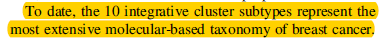 To date, the 10 integrative cluster subtypes represent the
most extensive molecular-based taxonomy of breast cancer.